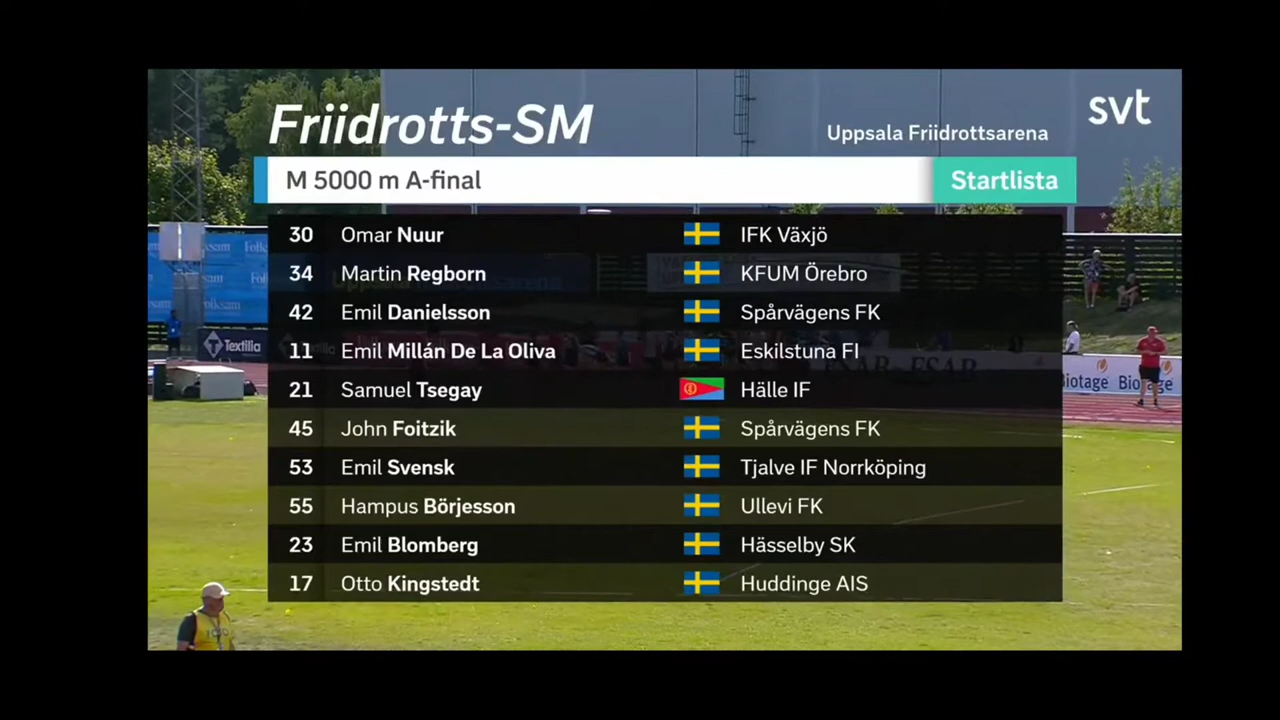 Friidrotts-SM
Uppsala Friidrottsarena
svt
M 5000 m A-final
Startlista
30 Omar Nuur IFK Växjö
34 Martin Regborn KFUM Örebro
42 Emil Danielsson Spårvägens FK
11 Emil Millán De La Oliva Eskilstuna FI
21 Samuel Tsegay Hälle IF
45 John Foitzik Spårvägens FK
53 Emil Svensk Tjalve IF Norrköping
55 Hampus Börjesson Ullevi FK
23 Emil Blomberg Hässelby SK
17 Otto Kingstedt Huddinge AIS
Folksam
Textilia
Biotage Biotage